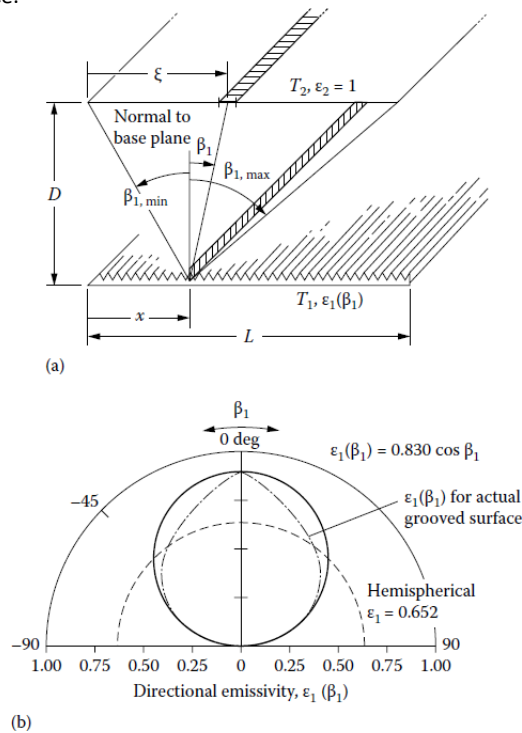 ξ
T2, ε2 = 1
Normal to
base plane
β1
β1, max
β1, min
D
T1, ε1(β1)
x
L
(a)
β1
0 deg
ε1(β1) = 0.830 cos β1
−45
ε1(β1) for actual
grooved surface
Hemispherical
ε1 = 0.652
−90
90
1.00 0.75 0.50 0.25 0 0.25 0.50 0.75 1.00
Directional emissivity, ε1 (β1)
(b)